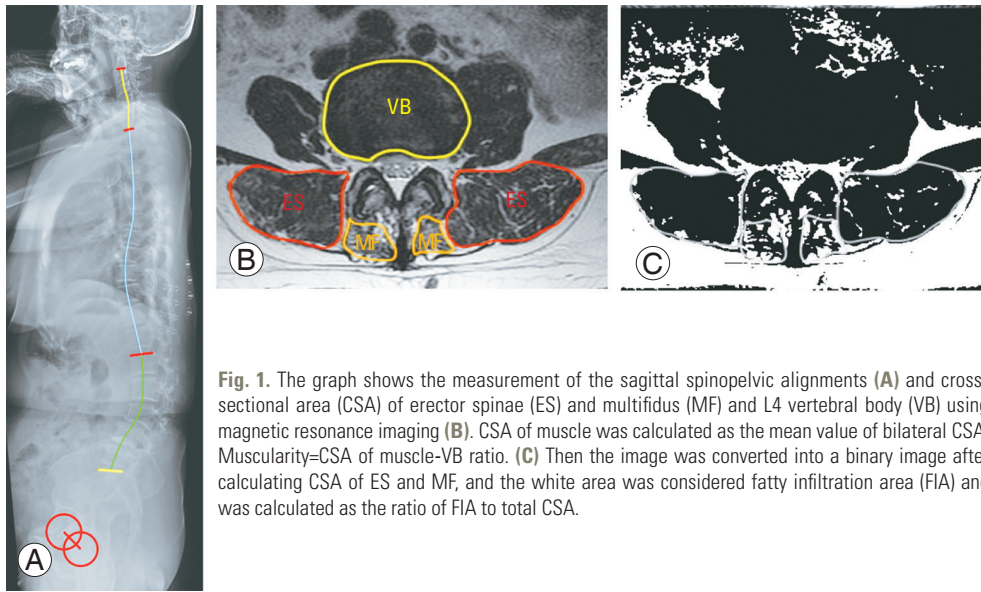 A
VB
ES
ES
MF
MF
B
C
Fig. 1. The graph shows the measurement of the sagittal spinopelvic alignments (A) and cross
sectional area (CSA) of erector spinae (ES) and multifidus (MF) and L4 vertebral body (VB) using
magnetic resonance imaging (B). CSA of muscle was calculated as the mean value of bilateral CSA
Muscularity=CSA of muscle-VB ratio. (C) Then the image was converted into a binary image afte
calculating CSA of ES and MF, and the white area was considered fatty infiltration area (FIA) an
was calculated as the ratio of FIA to total CSA.